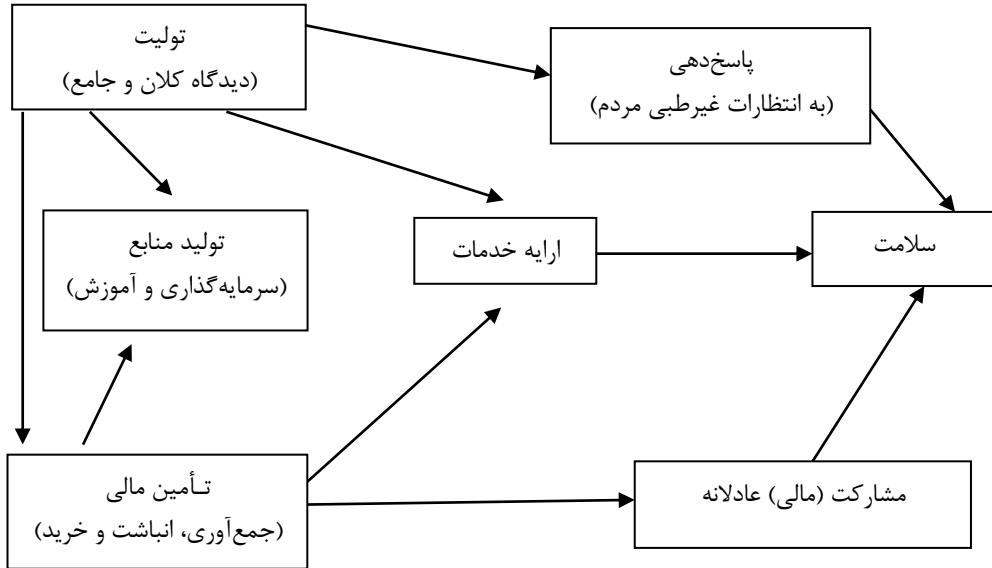 تولیت
(دیدگاه کلان و جامع)
پاسخ‌دهی
(به انتظارات غیرطبی مردم)
تولید منابع
(سرمایه‌گذاری و آموزش)
ارایه خدمات
سلامت
تـأمین مالی
(جمع‌آوری، انباشت و خرید)
مشارکت (مالی) عادلانه